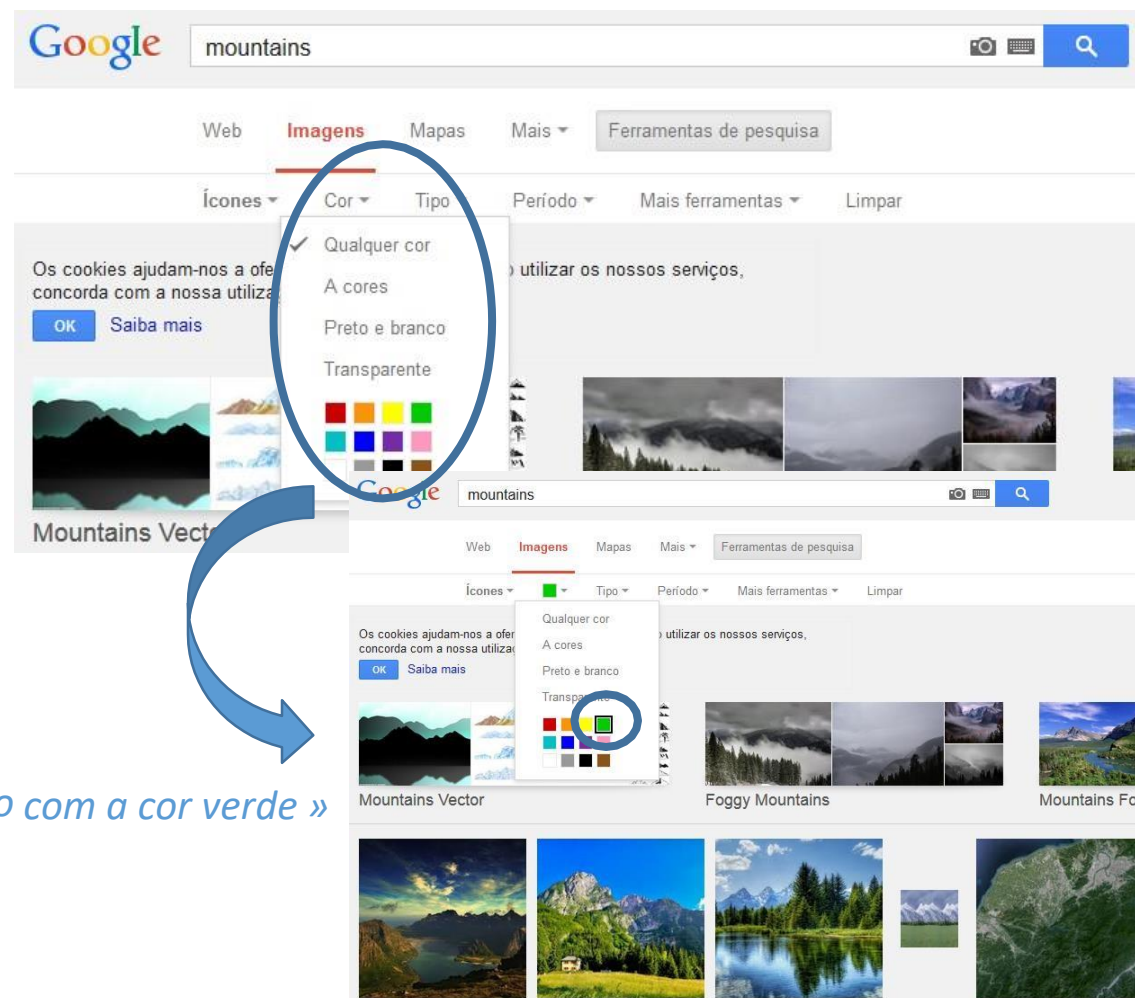 Google mountains
Web Imagens Mapas Mais Ferramentas de pesquisa
Ícones Cor Tipo Período Mais ferramentas Limpar
Qualquer cor
A cores
Preto e branco
Transparente
Os cookies ajudam-nos a ofe utilizar os nossos serviços,
concorda com a nossa utiliza
OK Saiba mais
Mountains Vect
Google mountains
Web Imagens Mapas Mais Ferramentas de pesquisa
Ícones Tipo Período Mais ferramentas Limpar
Qualquer cor
A cores
Preto e branco
Transparente
Os cookies ajudam-nos a ofer utilizar os nossos serviços,
concorda com a nossa utilizaç
OK Saiba mais
Mountains Vector Foggy Mountains Mountains Fo
o com a cor verde »